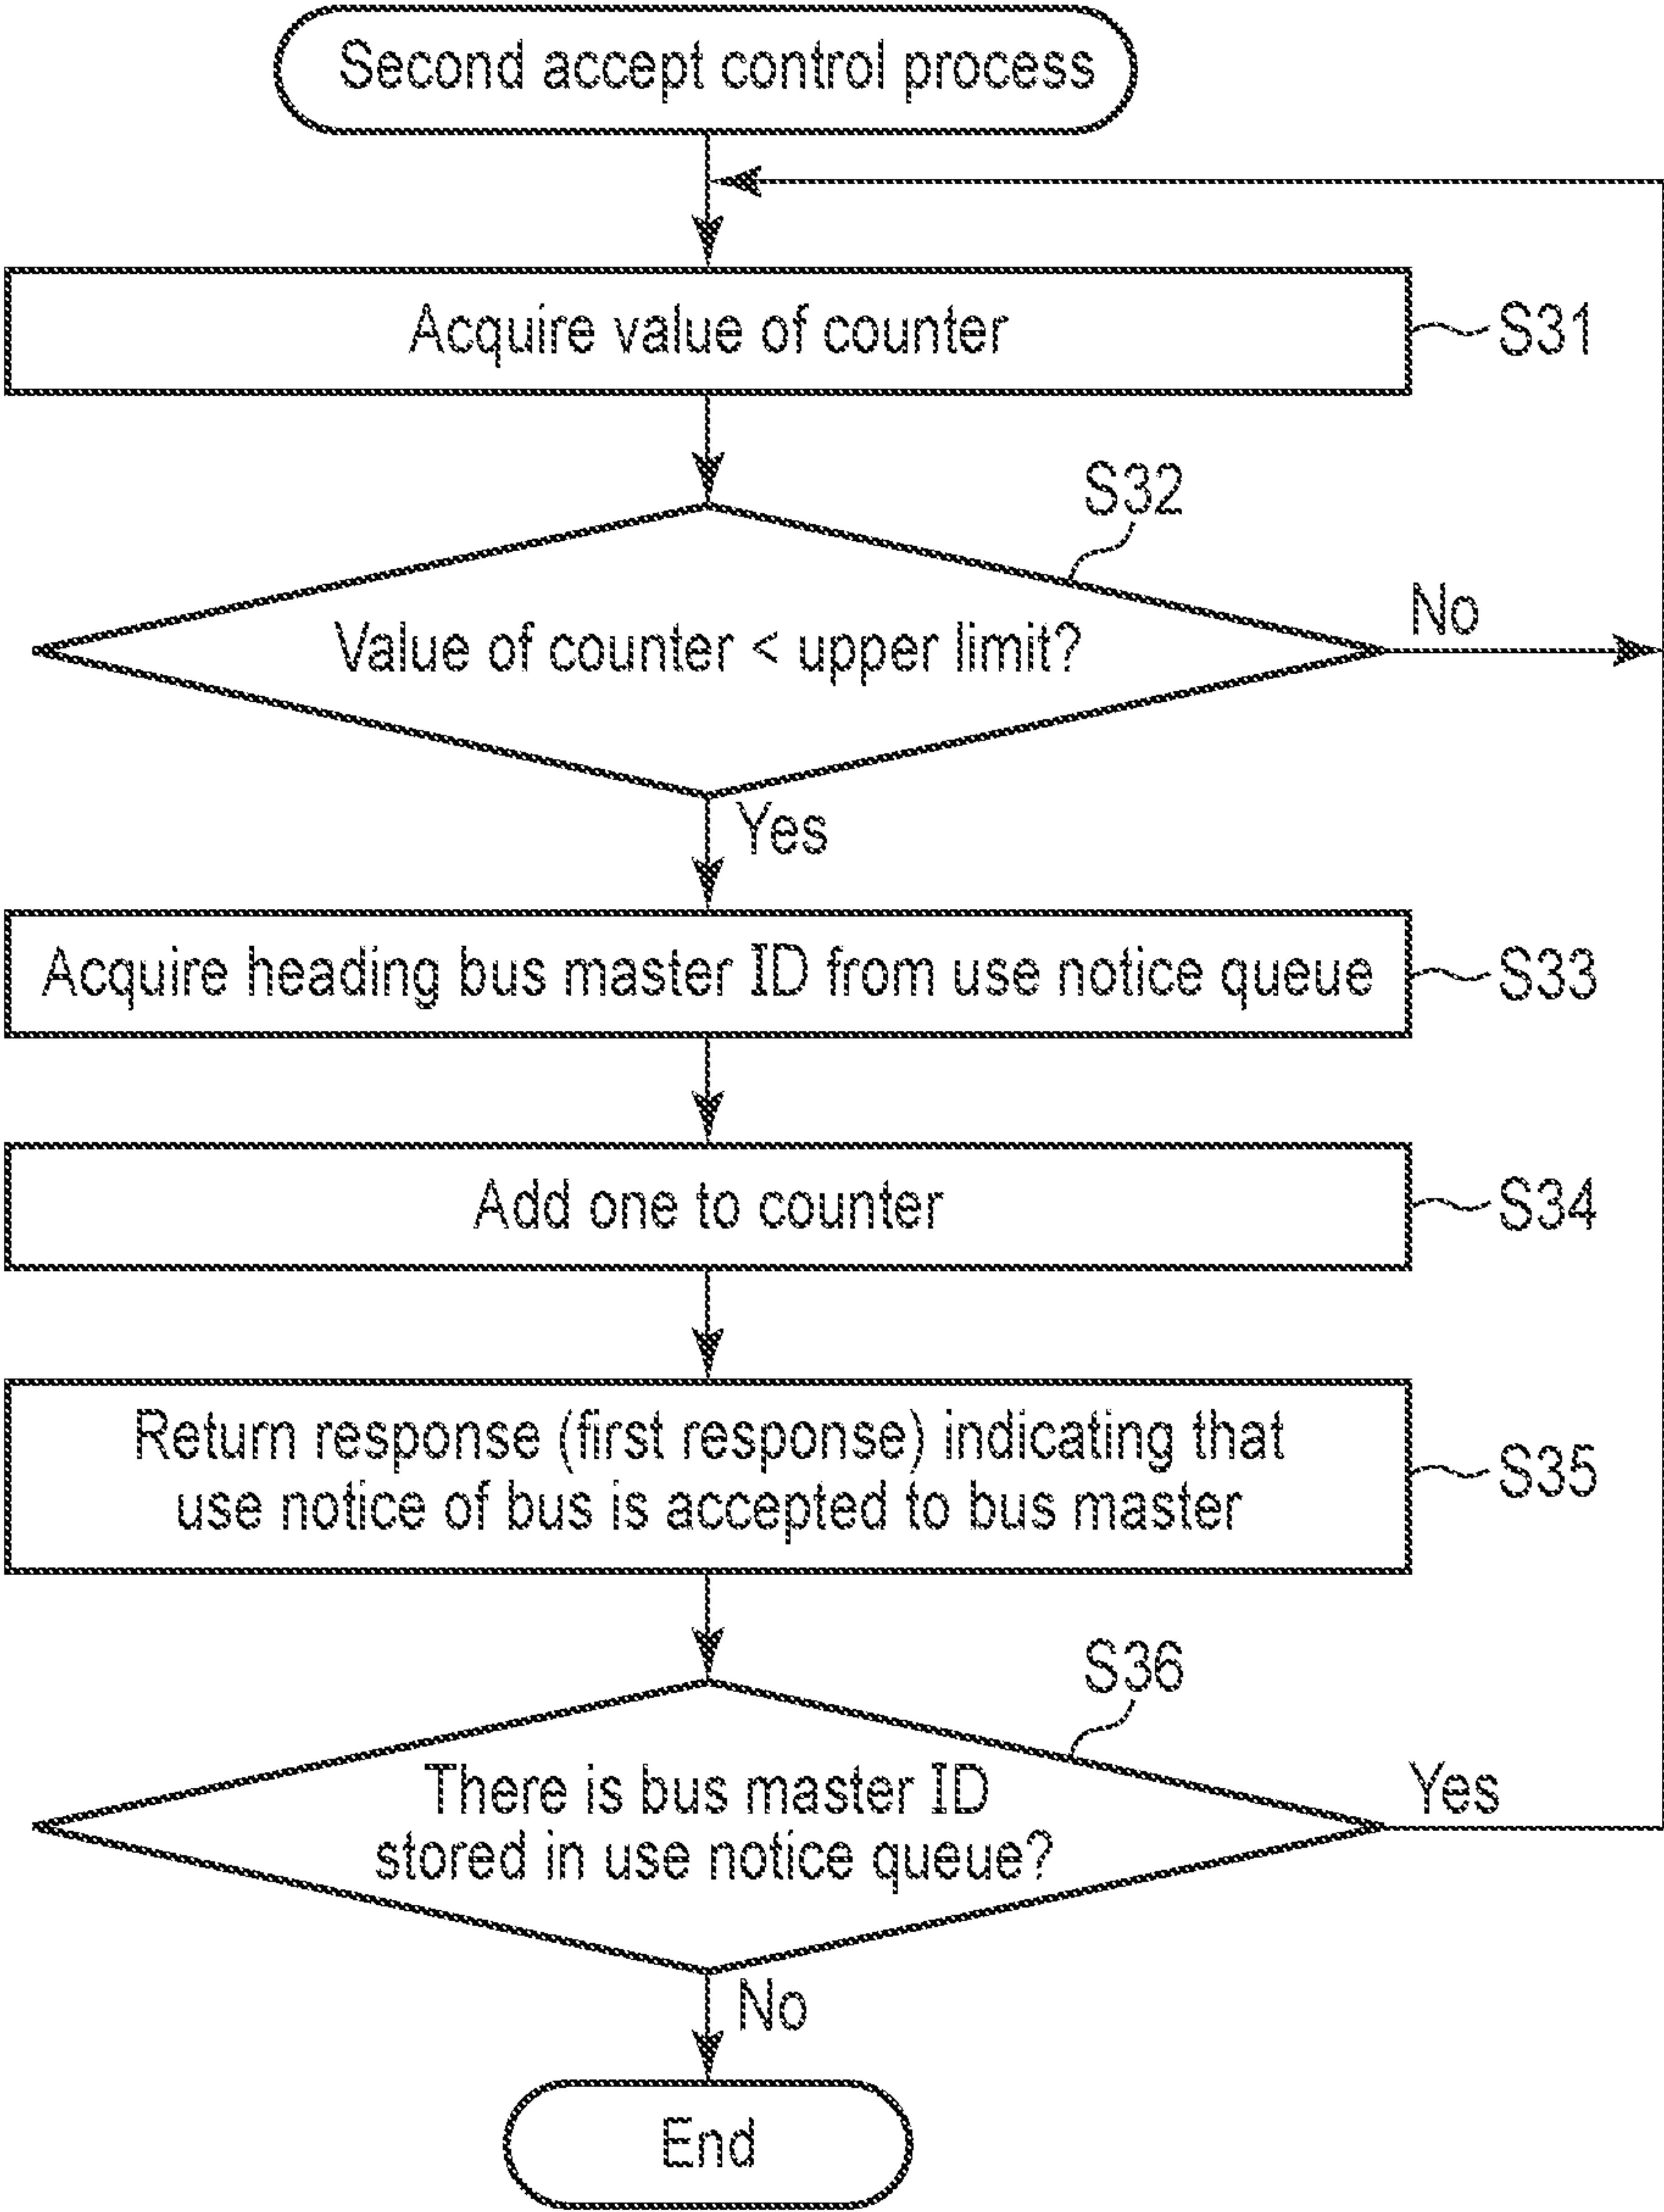 Second accept control process
Acquire value of counter
S31
S32
Value of counter < upper limit?
No
Yes
Acquire heading bus master ID from use notice queue
S33
Add one to counter
S34
Return response (first response) indicating that
use notice of bus is accepted to bus master
S35
S36
There is bus master ID
stored in use notice queue?
Yes
No
End